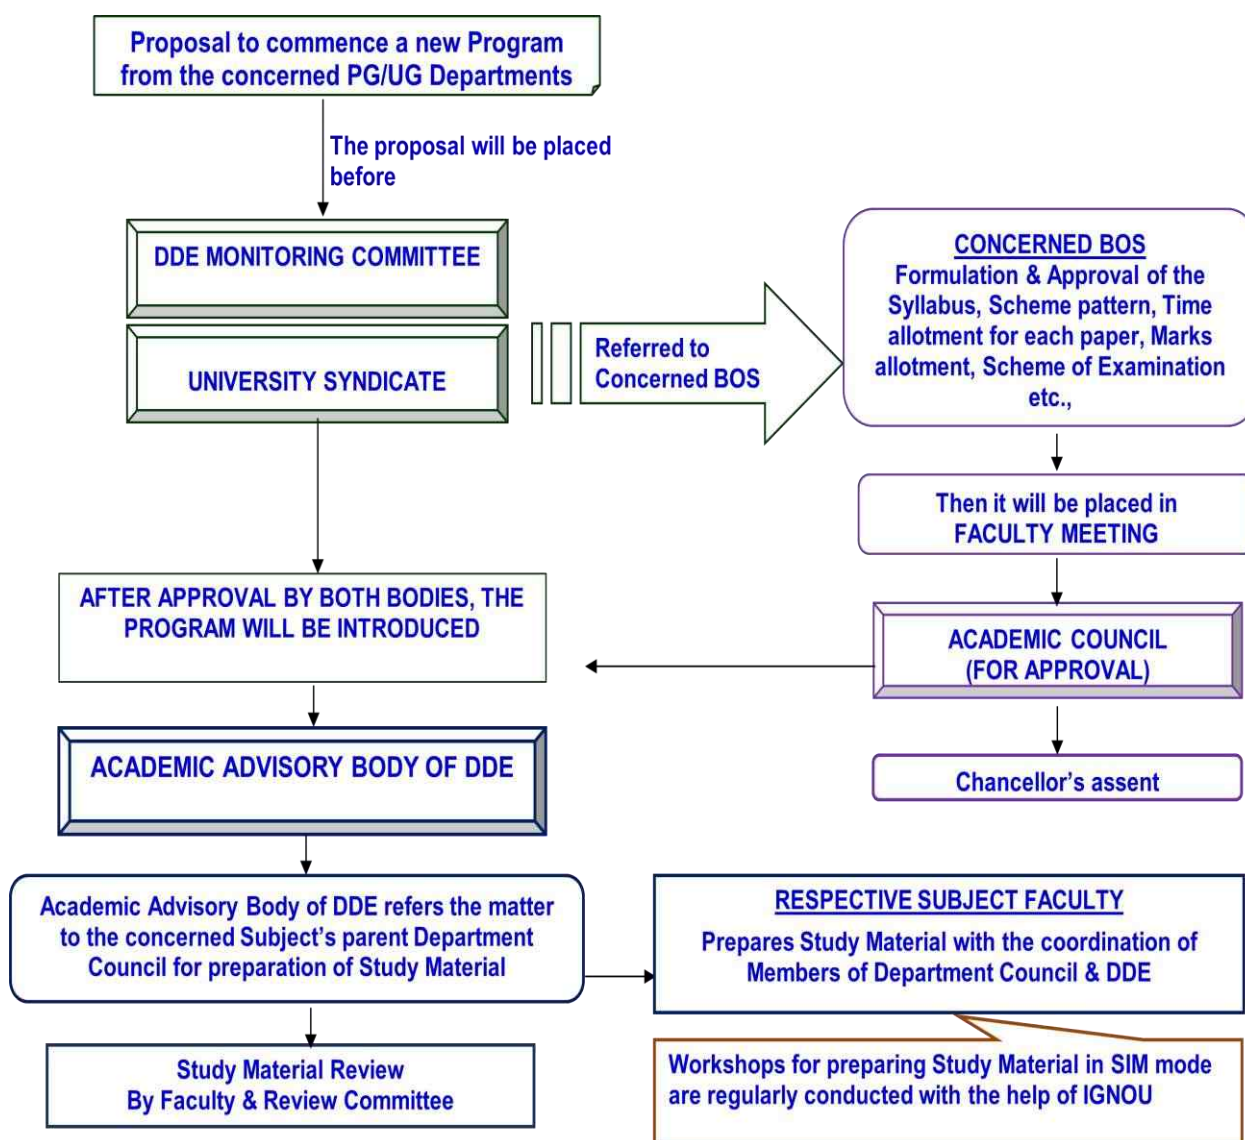 Proposal to commence a new Program
from the concerned PG/UG Departments
The proposal will be placed
before
DDE MONITORING COMMITTEE
UNIVERSITY SYNDICATE
Referred to
Concerned BOS
CONCERNED BOS
Formulation & Approval of the
Syllabus, Scheme pattern, Time
allotment for each paper, Marks
allotment, Scheme of Examination
etc.,
Then it will be placed in
FACULTY MEETING
ACADEMIC COUNCIL
(FOR APPROVAL)
Chancellor's assent
AFTER APPROVAL BY BOTH BODIES, THE
PROGRAM WILL BE INTRODUCED
ACADEMIC ADVISORY BODY OF DDE
Academic Advisory Body of DDE refers the matter
to the concerned Subject's parent Department
Council for preparation of Study Material
RESPECTIVE SUBJECT FACULTY
Prepares Study Material with the coordination of
Members of Department Council & DDE
Study Material Review
By Faculty & Review Committee
Workshops for preparing Study Material in SIM mode
are regularly conducted with the help of IGNOU